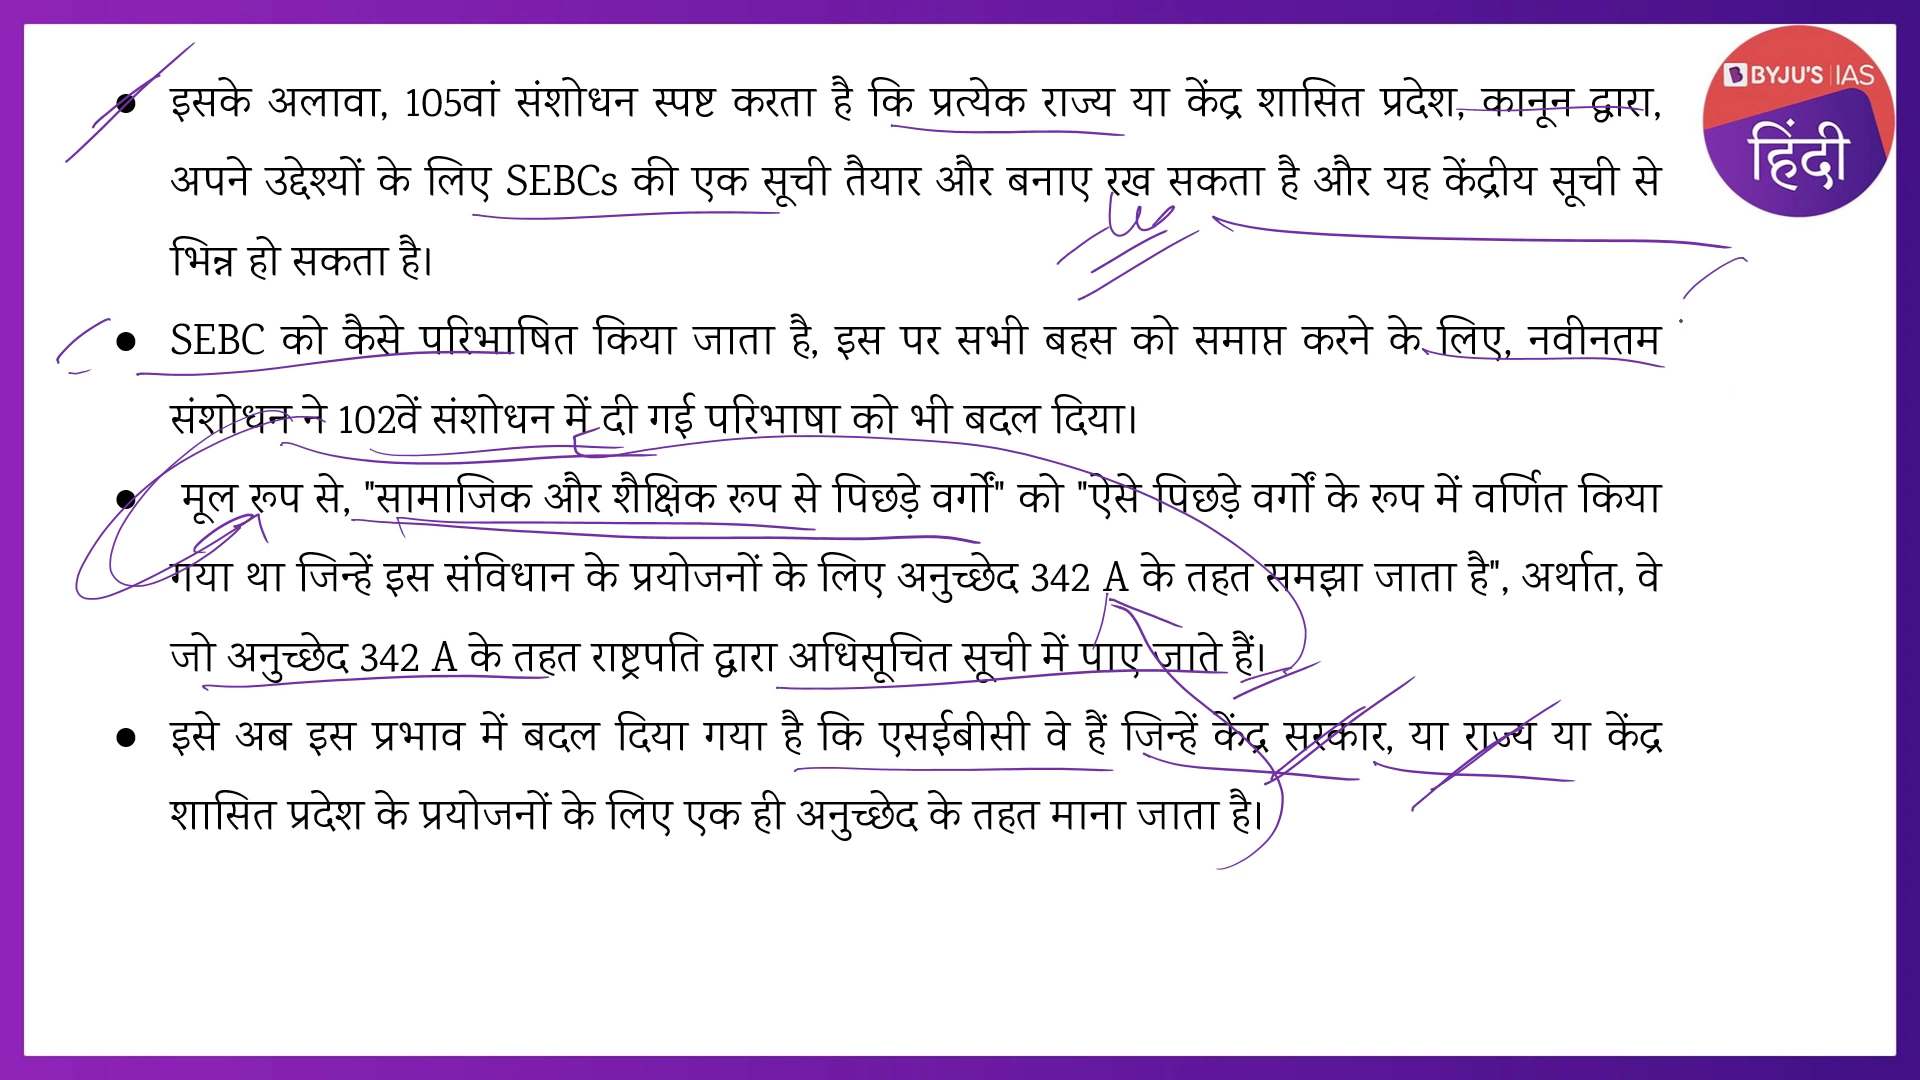 BYJU'S IAS
हिंदी
● इसके अलावा, 105वां संशोधन स्पष्ट करता है कि प्रत्येक राज्य या केंद्र शासित प्रदेश, कानून द्वारा,
अपने उद्देश्यों के लिए SEBCs की एक सूची तैयार और बनाए रख सकता है और यह केंद्रीय सूची से
भिन्न हो सकता है।
● SEBC को कैसे परिभाषित किया जाता है, इस पर सभी बहस को समाप्त करने के लिए, नवीनतम
संशोधन ने 102वें संशोधन में दी गई परिभाषा को भी बदल दिया।
● मूल रूप से, "सामाजिक और शैक्षिक रूप से पिछड़े वर्गों" को "ऐसे पिछड़े वर्गों के रूप में वर्णित किया
गया था जिन्हें इस संविधान के प्रयोजनों के लिए अनुच्छेद 342 A के तहत समझा जाता है", अर्थात, वे
जो अनुच्छेद 342 A के तहत राष्ट्रपति द्वारा अधिसूचित सूची में पाए जाते हैं।
● इसे अब इस प्रभाव में बदल दिया गया है कि एसईबीसी वे हैं जिन्हें केंद्र सरकार, या राज्य या केंद्र
शासित प्रदेश के प्रयोजनों के लिए एक ही अनुच्छेद के तहत माना जाता है।